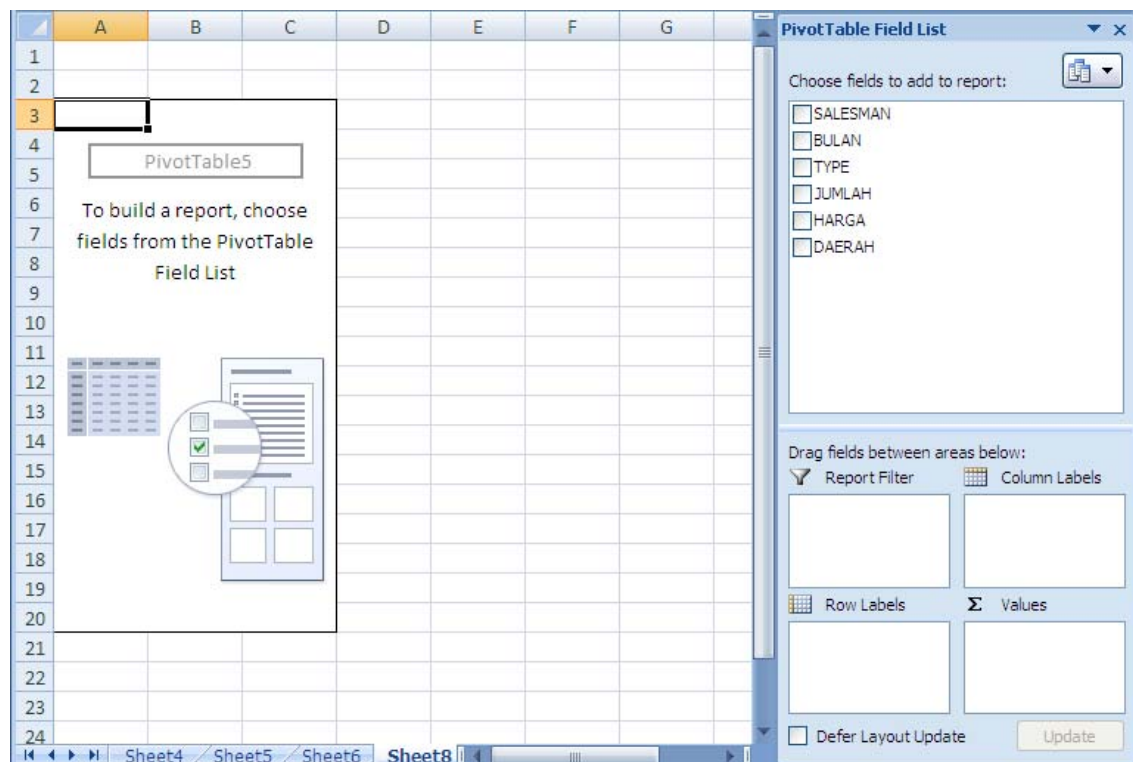 A B C D E F G
1
2
3
4
5
6
7
8
9
10
11
12
13
14
15
16
17
18
19
20
21
22
23
24
PivotTable5
To build a report, choose
fields from the PivotTable
Field List
Sheet4 Sheet5 Sheet6 Sheet8
PivotTable Field List
Choose fields to add to report:
SALESMAN
BULAN
TYPE
JUMLAH
HARGA
DAERAH
Drag fields between areas below:
Report Filter Column Labels
Row Labels Σ Values
Defer Layout Update Update